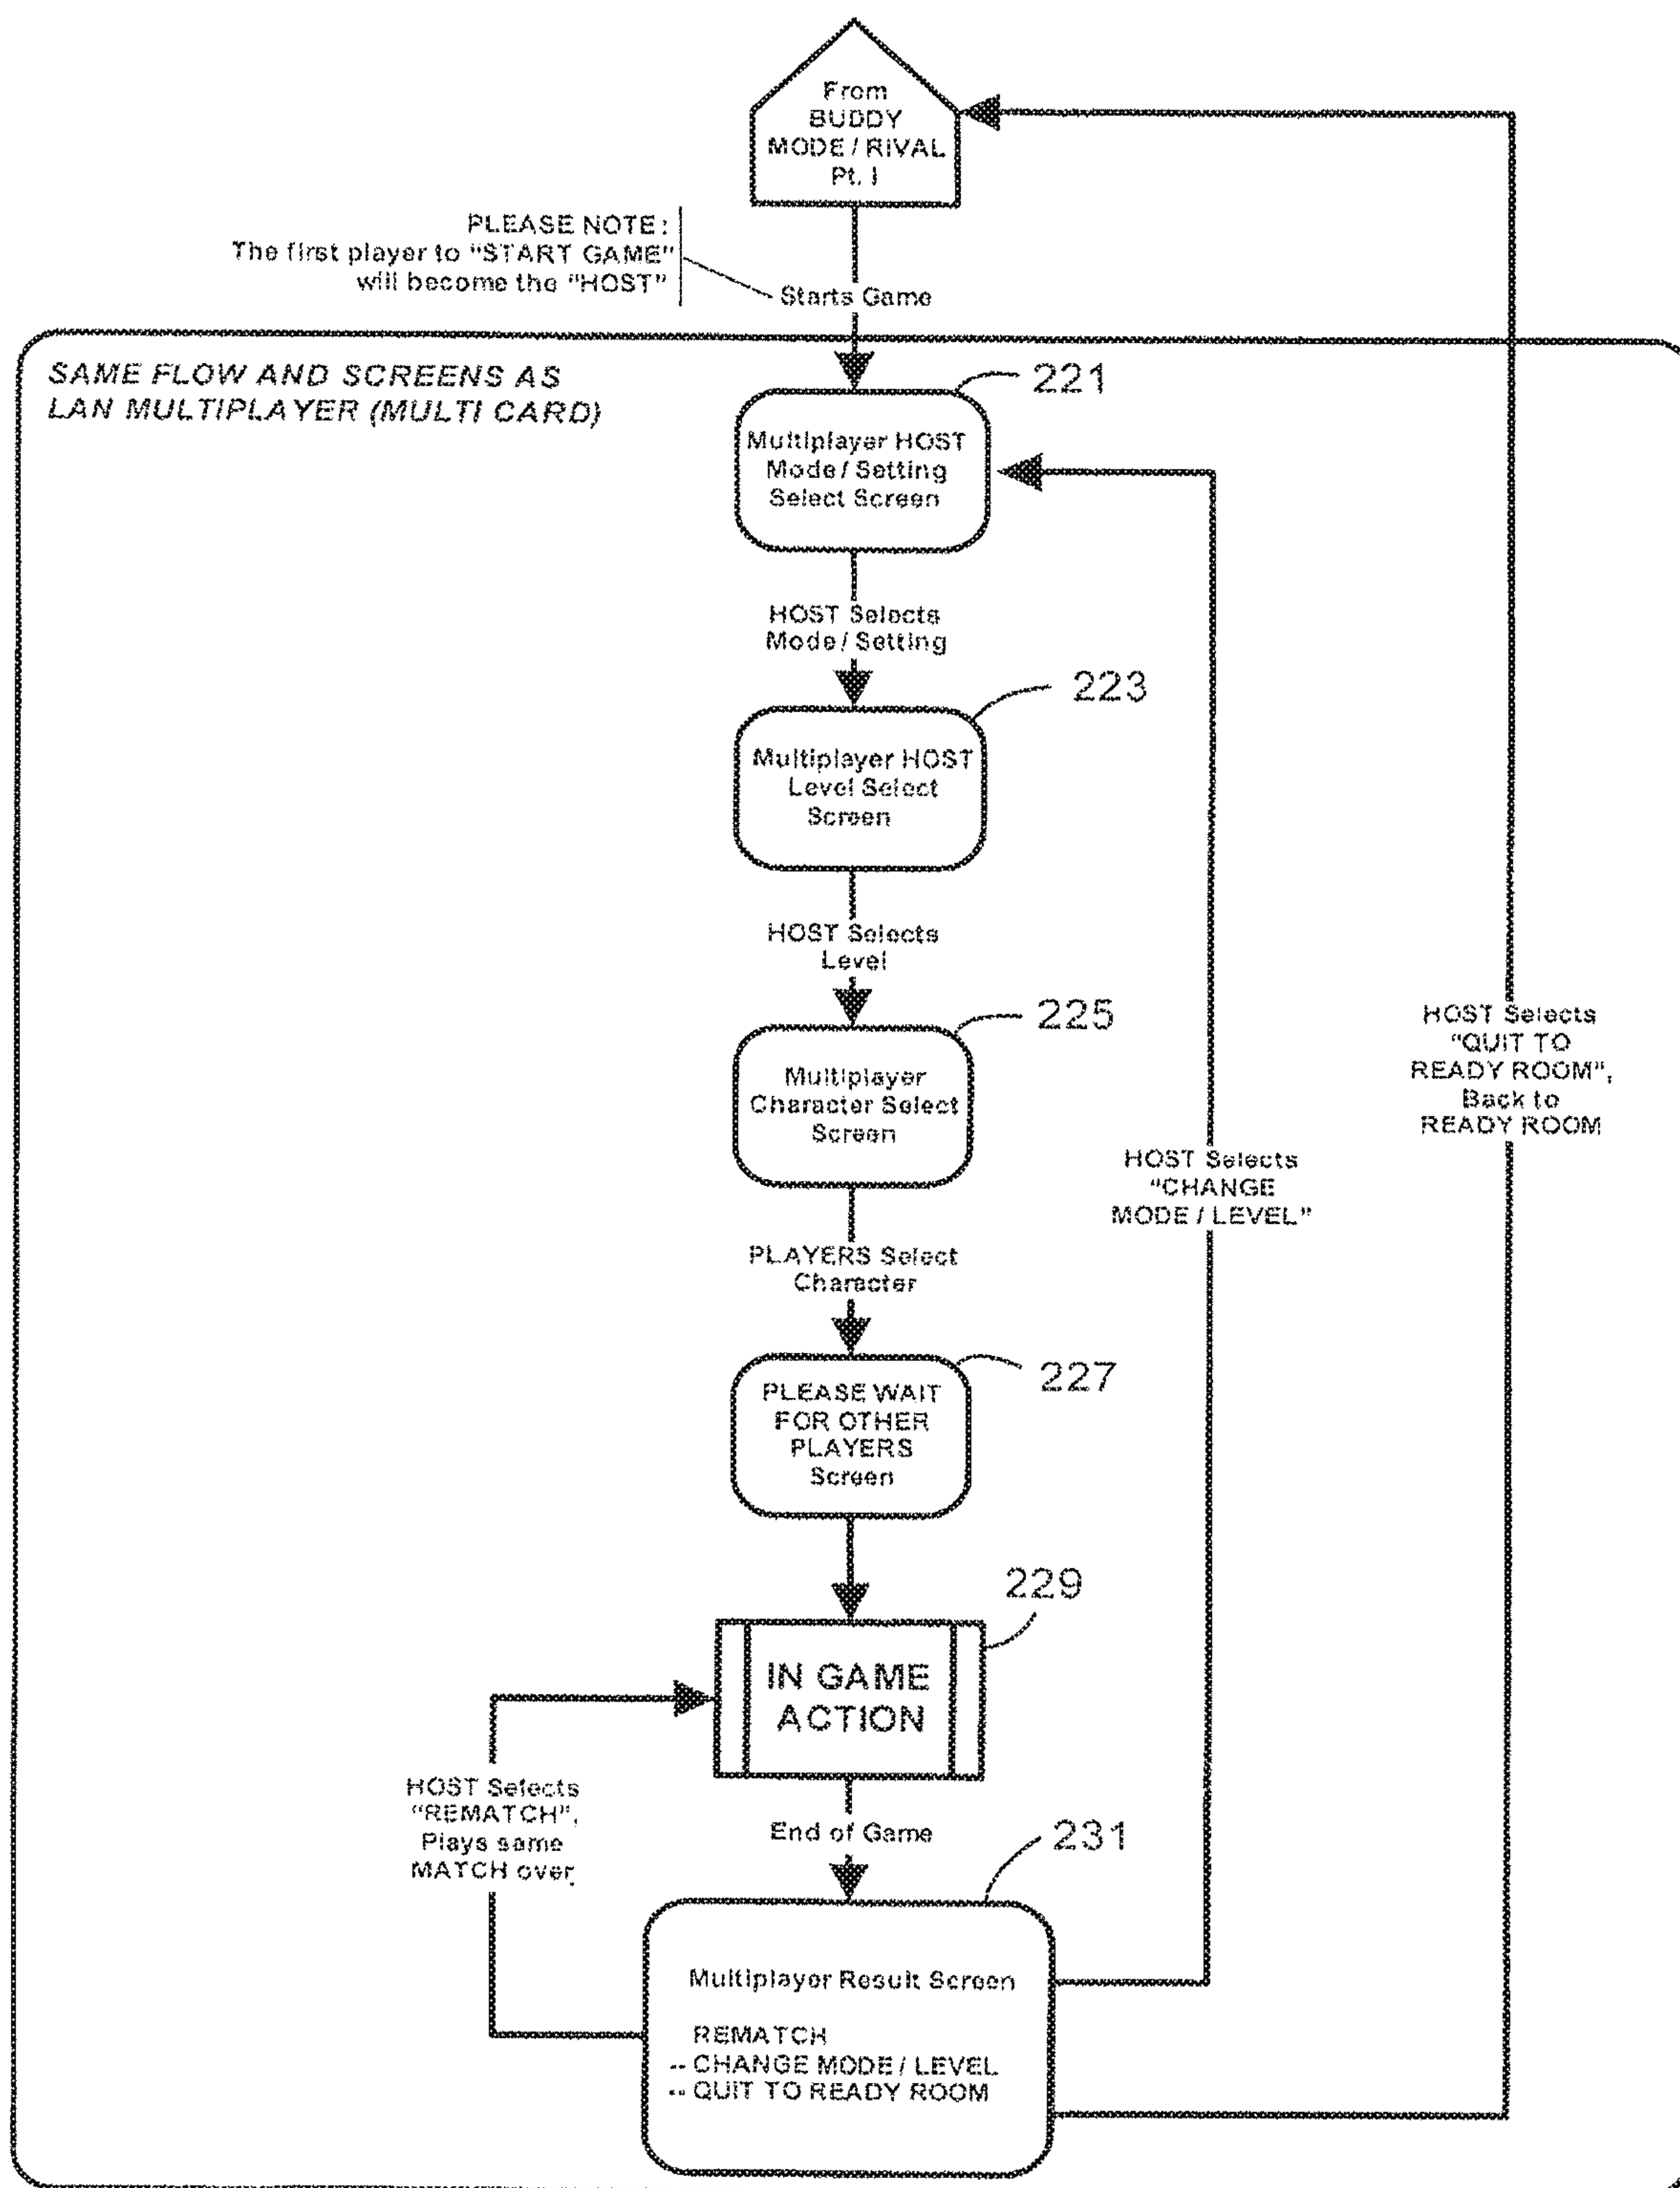 From
BUDDY
MODE / RIVAL
Pt. I
PLEASE NOTE:
The first player to "START GAME"
will become the "HOST"
Starts Game
SAME FLOW AND SCREENS AS
LAN MULTIPLAYER (MULTI CARD)
221
Multiplayer HOST
Mode / Setting
Select Screen
HOST Selects
Mode / Setting
223
Multiplayer HOST
Level Select
Screen
HOST Selects
Level
225
Multiplayer
Character Select
Screen
HOST Selects
"QUIT TO
READY ROOM",
Back to
READY ROOM
HOST Selects
"CHANGE
MODE / LEVEL"
PLAYERS Select
Character
227
PLEASE WAIT
FOR OTHER
PLAYERS
Screen
229
IN GAME
ACTION
HOST Selects
"REMATCH",
Plays same
MATCH over
End of Game
231
Multiplayer Result Screen
REMATCH
-- CHANGE MODE / LEVEL
-- QUIT TO READY ROOM